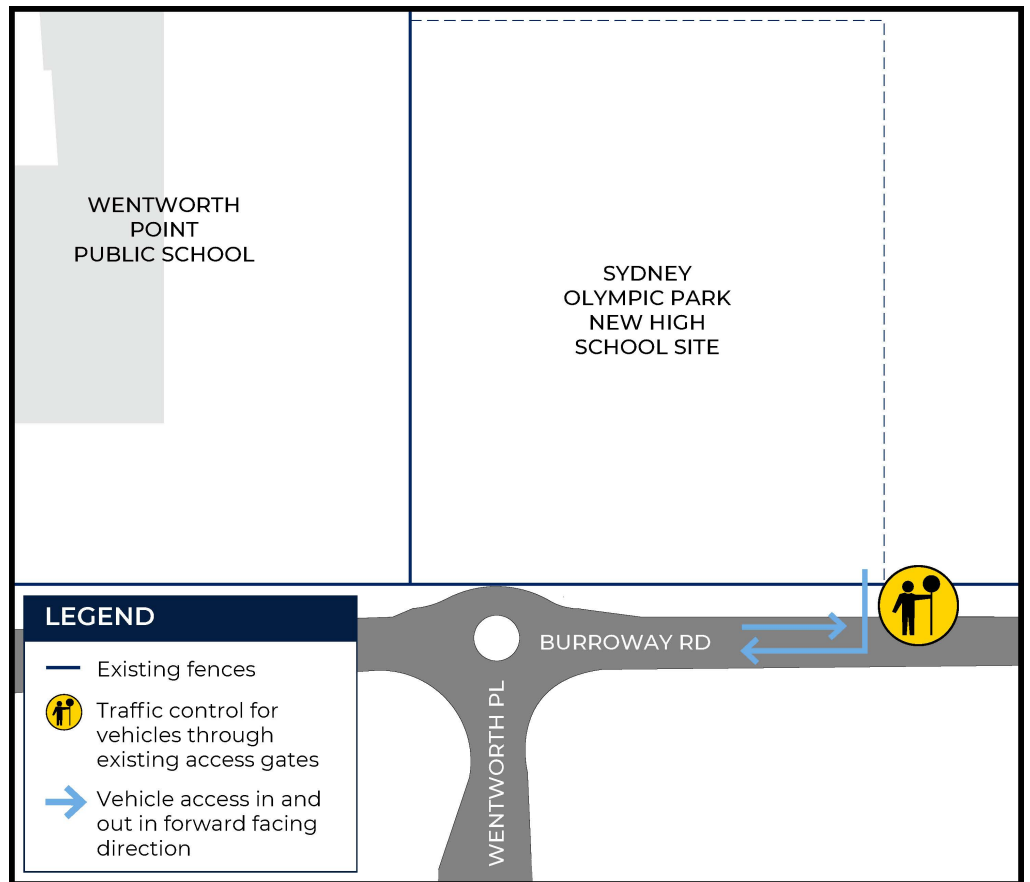 WENTWORTH
POINT
PUBLIC SCHOOL
SYDNEY
OLYMPIC PARK
NEW HIGH
SCHOOL SITE
BURROWAY RD
WENTWORTH PL
LEGEND
Existing fences
Traffic control for
vehicles through
existing access gates
Vehicle access in and
out in forward facing
direction